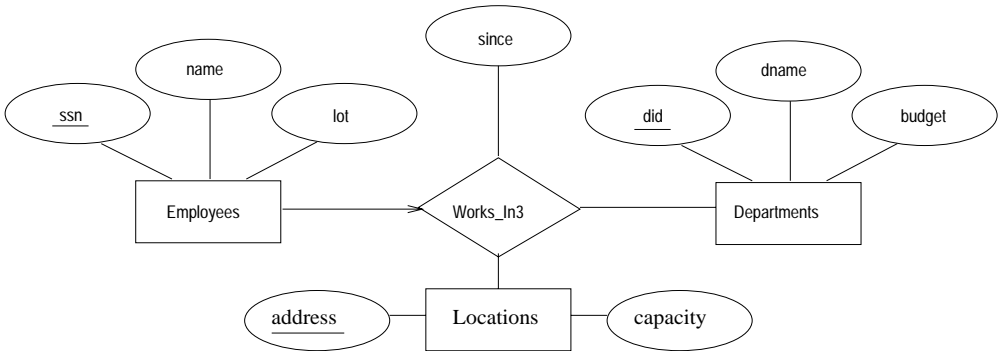 since
name
dname
ssn
lot
did
budget
Employees
Works_In3
Departments
address
Locations
capacity